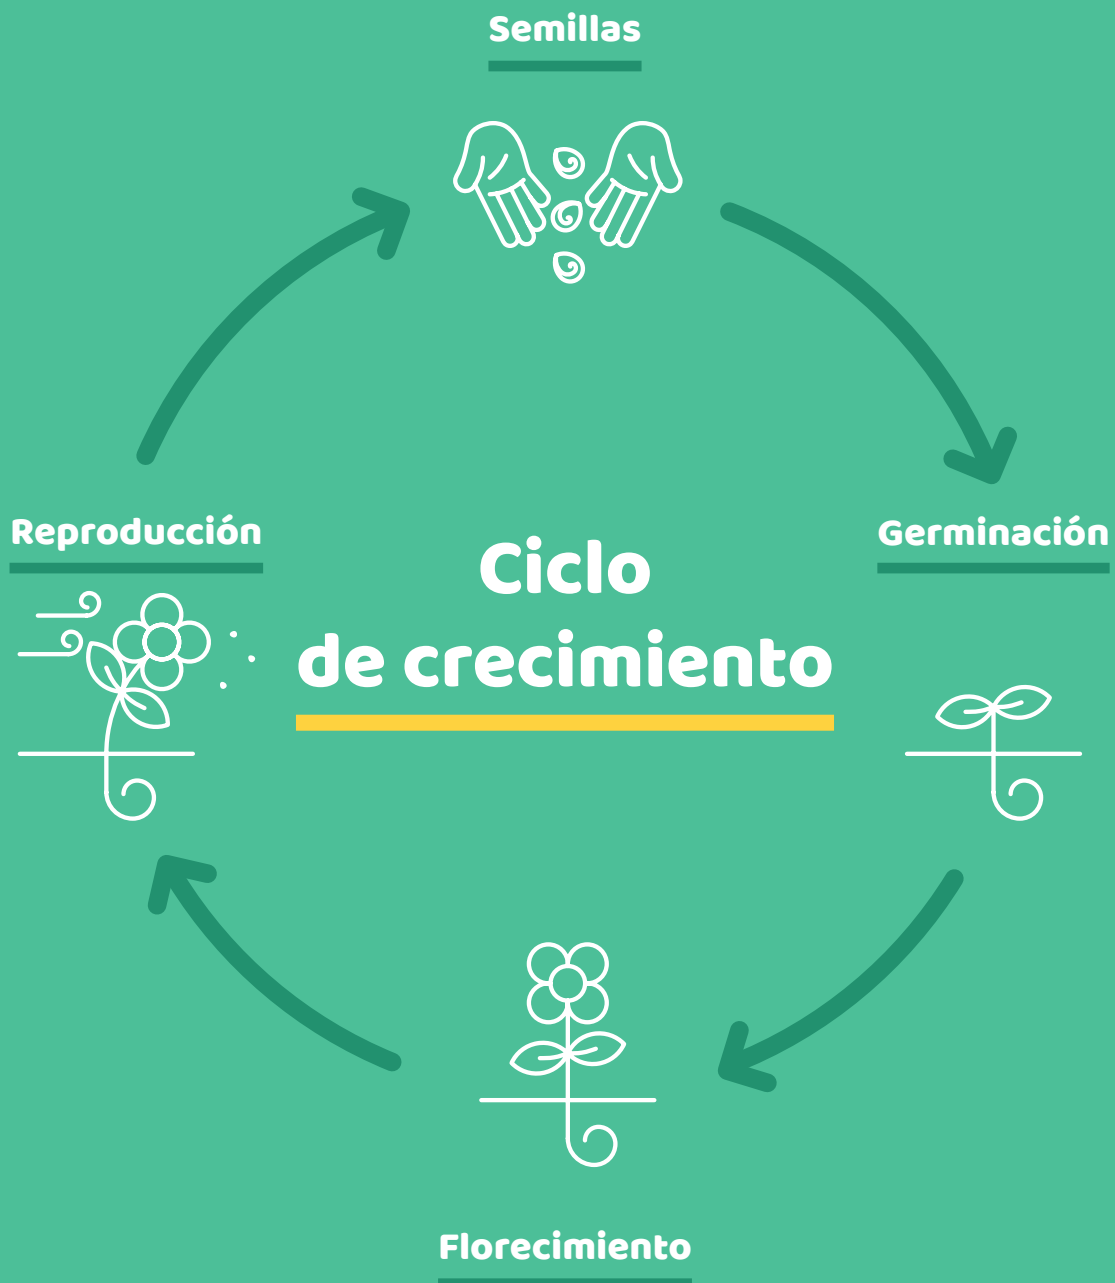 Semillas
Reproducción
Germinación
Ciclo
de crecimiento
Florecimiento